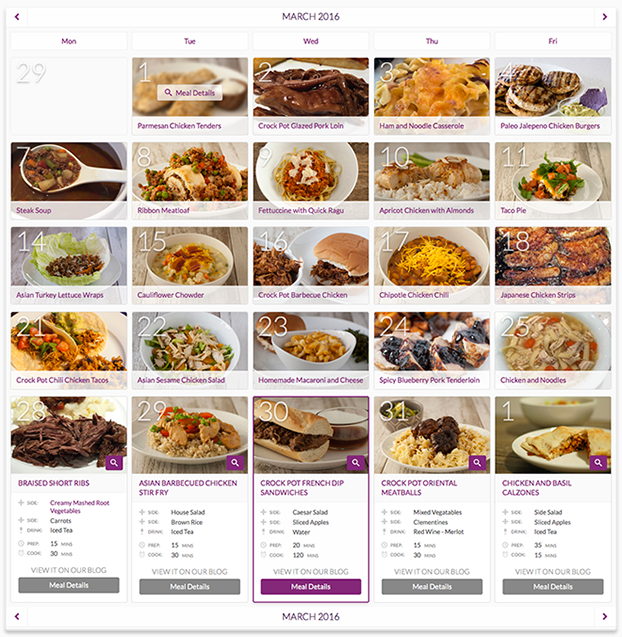 MARCH 2016
Mon Tue Wed Thu Fri
29 1 2 3 4
Meal Details
Parmesan Chicken Tenders Crock Pot Glazed Pork Loin Ham and Noodle Casserole Paleo Jalepeno Chicken Burgers
7 8 9 10 11
Steak Soup Ribbon Meatloaf Fettuccine with Quick Ragu Apricot Chicken with Almonds Taco Pie
14 15 16 17 18
Asian Turkey Lettuce Wraps Cauliflower Chowder Crock Pot Barbecue Chicken Chipotle Chicken Chili Japanese Chicken Strips
21 22 23 24 25
Crock Pot Chili Chicken Tacos Asian Sesame Chicken Salad Homemade Macaroni and Cheese Spicy Blueberry Pork Tenderloin Chicken and Noodles
28 29 30 31 1
BRAISED SHORT RIBS
SIDE: Creamy Mashed Root
Vegetables
SIDE: Carrots
DRINK: Iced Tea
PREP: 15 MINS
COOK: 30 MINS
VIEW IT ON OUR BLOG
Meal Details
ASIAN BARBECUED CHICKEN
STIR FRY
SIDE: House Salad
SIDE: Brown Rice
DRINK: Iced Tea
PREP: 15 MINS
COOK: 30 MINS
VIEW IT ON OUR BLOG
Meal Details
CROCK POT FRENCH DIP
SANDWICHES
SIDE: Caesar Salad
SIDE: Sliced Apples
DRINK: Water
PREP: 20 MINS
COOK: 120 MINS
VIEW IT ON OUR BLOG
Meal Details
CROCK POT ORIENTAL
MEATBALLS
SIDE: Mixed Vegatables
SIDE: Clementines
DRINK: Red Wine - Merlot
PREP: 15 MINS
COOK: 30 MINS
VIEW IT ON OUR BLOG
Meal Details
CHICKEN AND BASIL
CALZONES
SIDE: Side Salad
SIDE: Sliced Apples
DRINK: Iced Tea
PREP: 35 MINS
COOK: 15 MINS
VIEW IT ON OUR BLOG
Meal Details
MARCH 2016